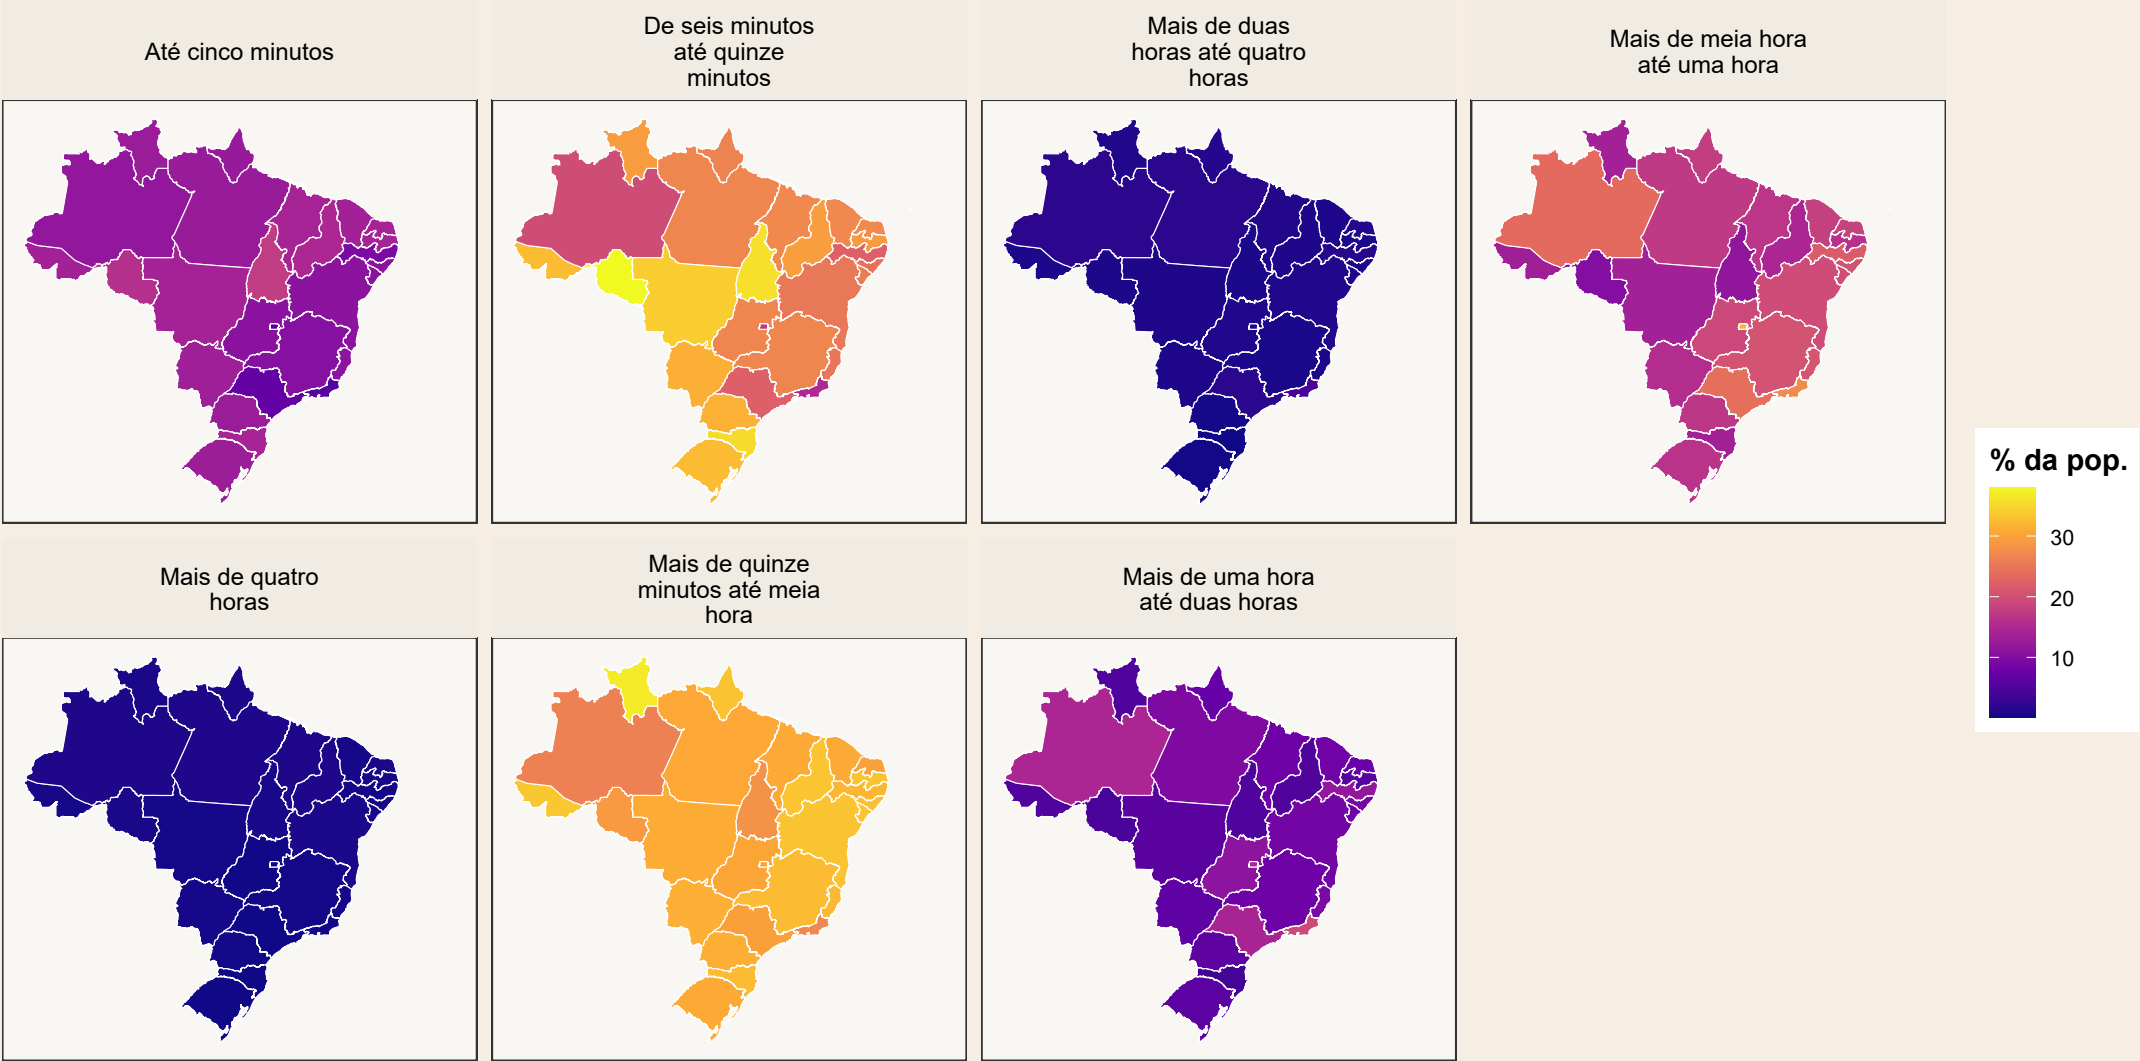 Até cinco minutos
De seis minutos
até quinze
minutos
Mais de duas
horas até quatro
horas
Mais de meia hora
até uma hora
Mais de quatro
horas
Mais de quinze
minutos até meia
hora
Mais de uma hora
até duas horas
% da pop.
30
20
10